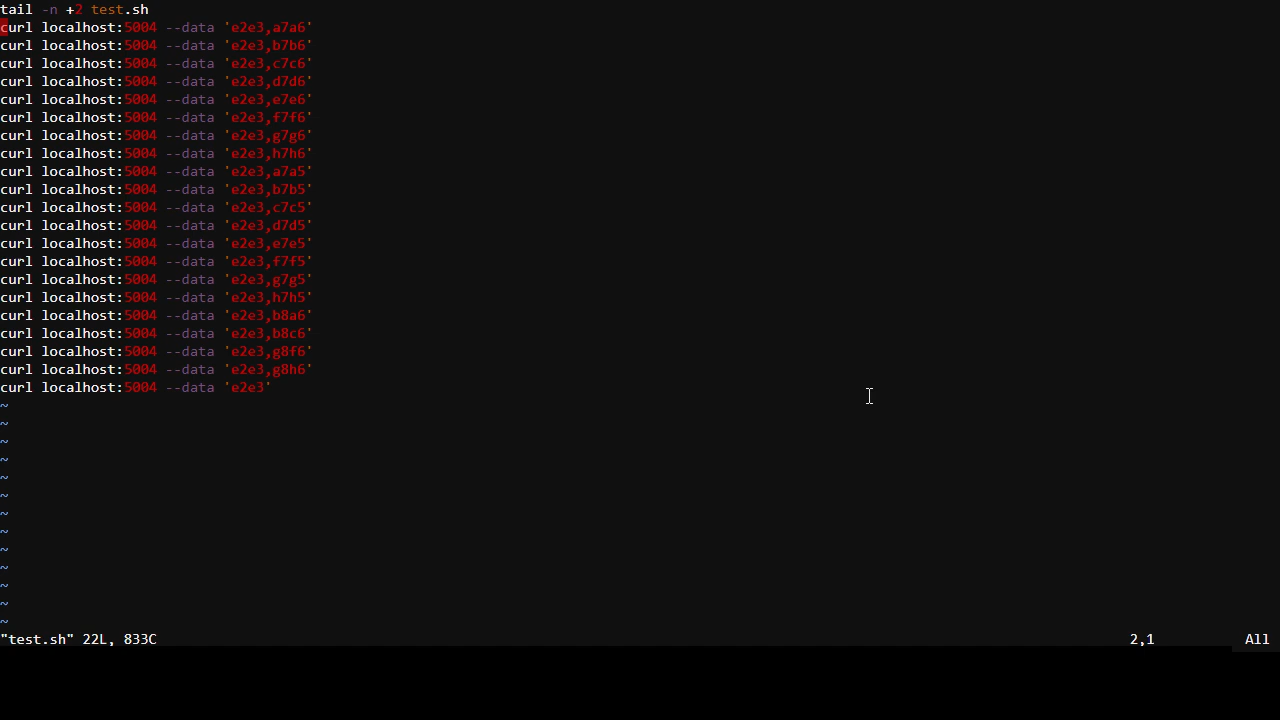 tail -n +2 test.sh
curl localhost:5004 --data 'e2e3,a7a6'
curl localhost:5004 --data 'e2e3,b7b6'
curl localhost:5004 --data 'e2e3,c7c6'
curl localhost:5004 --data 'e2e3,d7d6'
curl localhost:5004 --data 'e2e3,e7e6'
curl localhost:5004 --data 'e2e3,f7f6'
curl localhost:5004 --data 'e2e3,g7g6'
curl localhost:5004 --data 'e2e3,h7h6'
curl localhost:5004 --data 'e2e3,a7a5'
curl localhost:5004 --data 'e2e3,b7b5'
curl localhost:5004 --data 'e2e3,c7c5'
curl localhost:5004 --data 'e2e3,d7d5'
curl localhost:5004 --data 'e2e3,e7e5'
curl localhost:5004 --data 'e2e3,f7f5'
curl localhost:5004 --data 'e2e3,g7g5'
curl localhost:5004 --data 'e2e3,h7h5'
curl localhost:5004 --data 'e2e3,b8a6'
curl localhost:5004 --data 'e2e3,b8c6'
curl localhost:5004 --data 'e2e3,g8f6'
curl localhost:5004 --data 'e2e3,g8h6'
curl localhost:5004 --data 'e2e3'
~
~
~
~
~
~
~
~
~
~
~
~
~
"test.sh" 22L, 833C 2,1 All